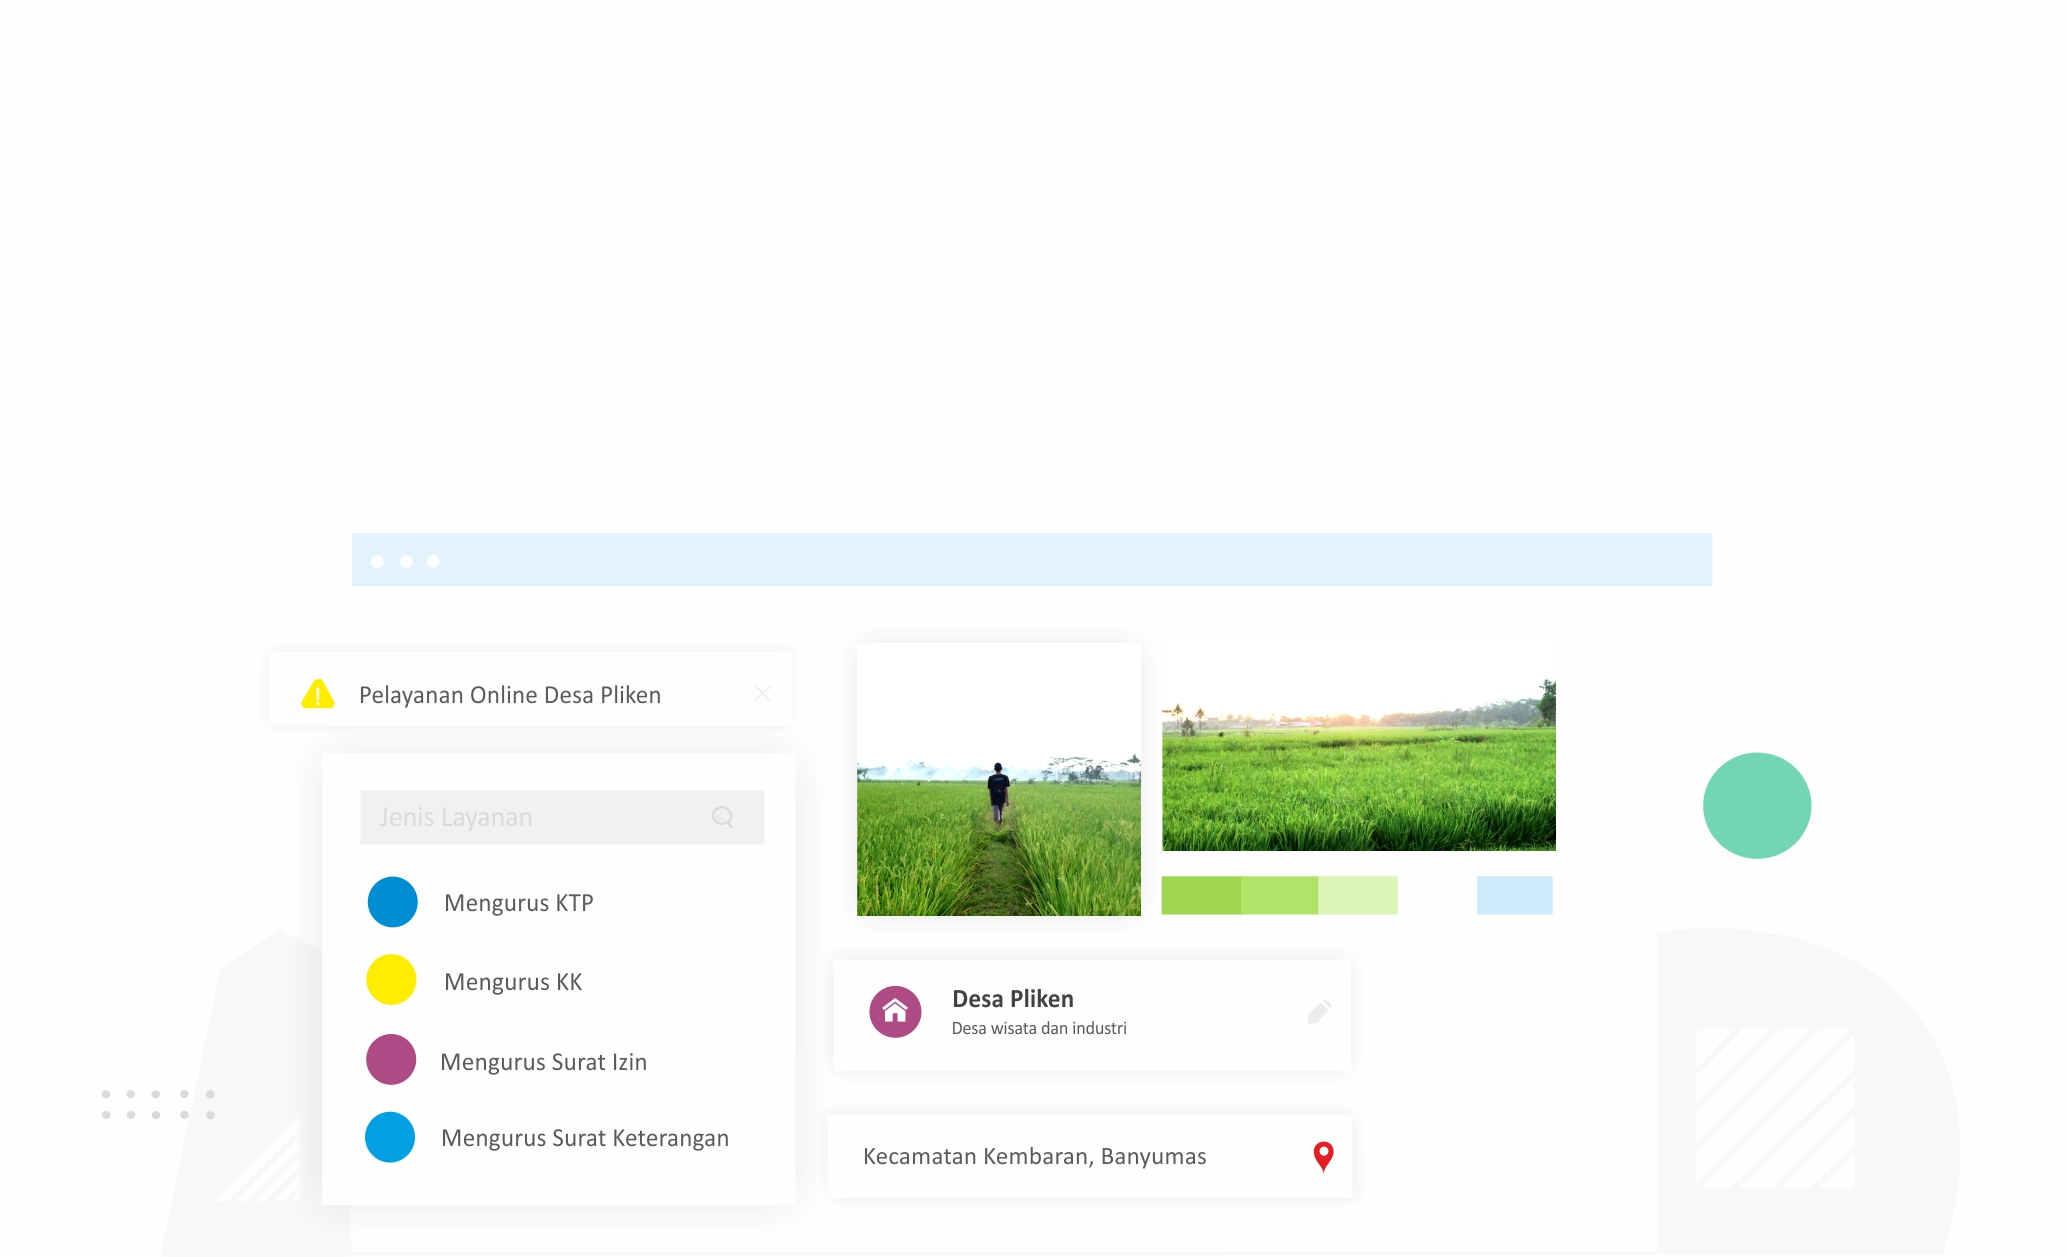 Pelayanan Online Desa Pliken
Jenis Layanan
Mengurus KTP
Mengurus KK
Mengurus Surat Izin
Mengurus Surat Keterangan
Desa Pliken
Desa wisata dan industri
Kecamatan Kembaran, Banyumas